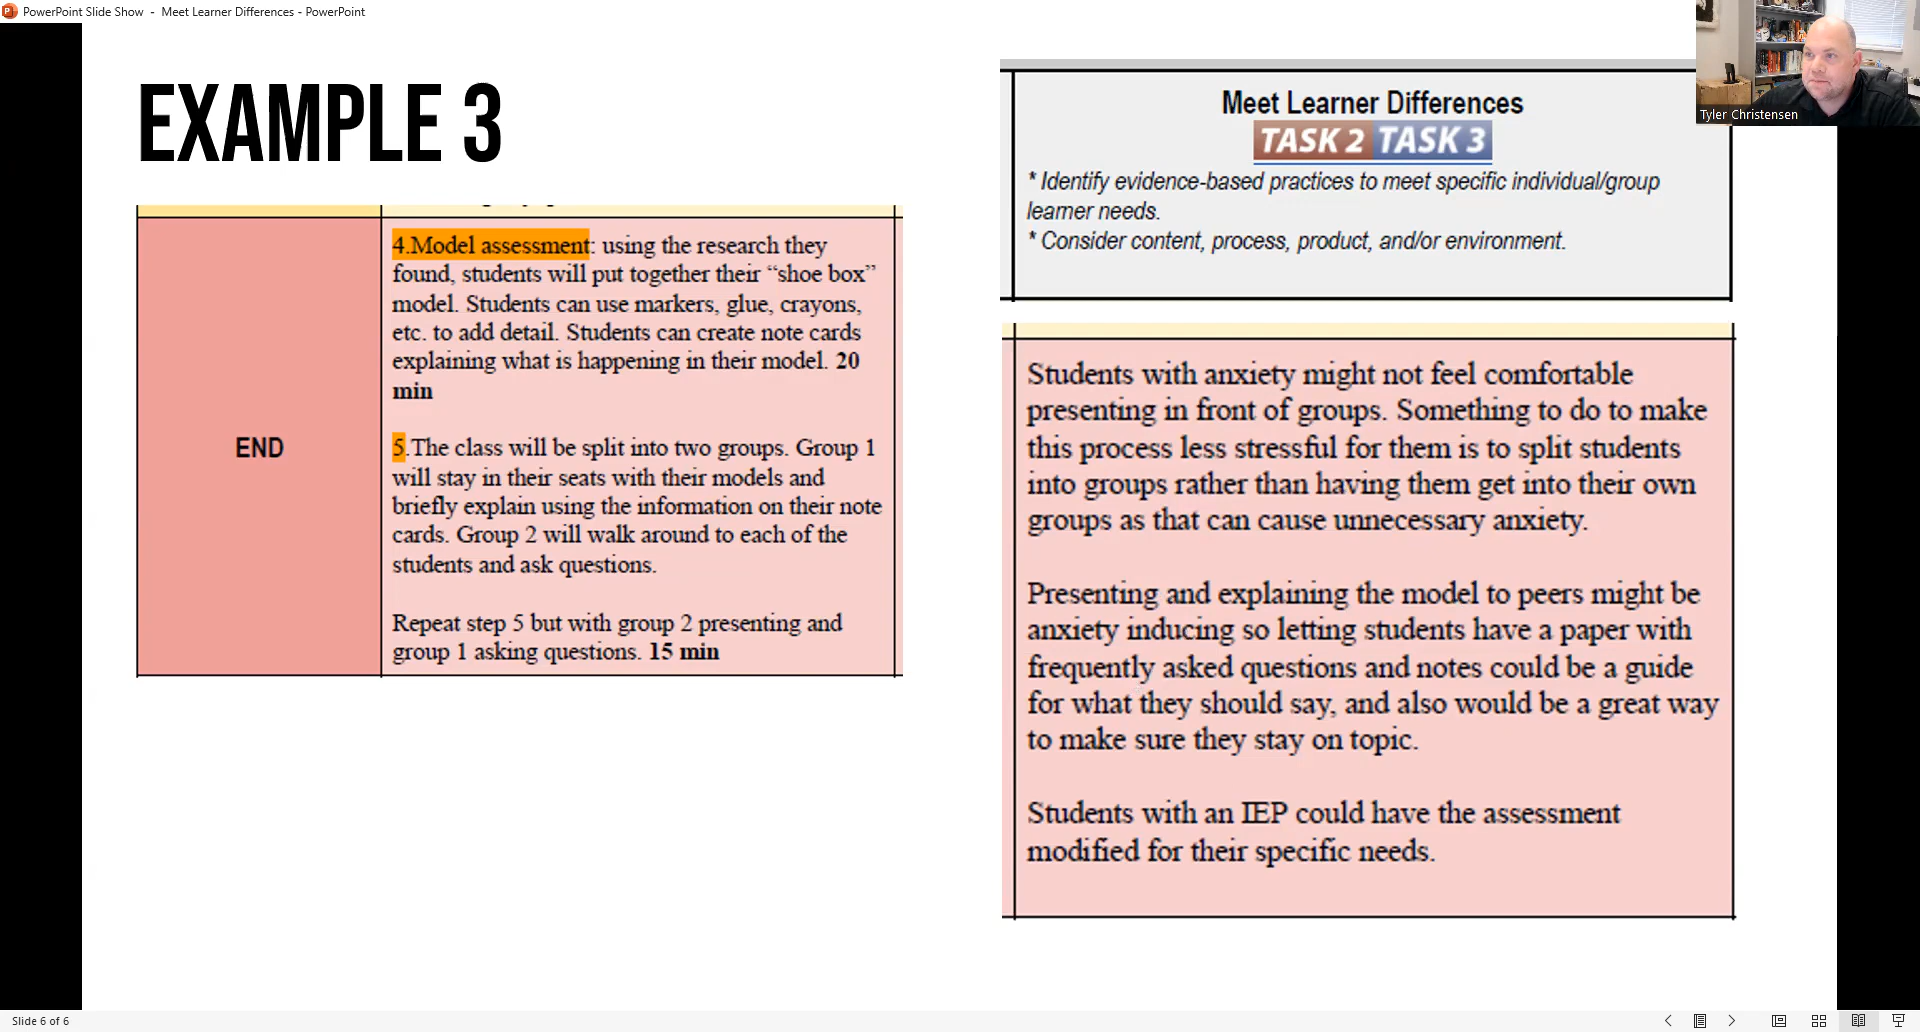 PowerPoint Slide Show - Meet Learner Differences - PowerPoint
Tyler Christensen
EXAMPLE 3
4.Model assessment: using the research they
found, students will put together their “shoe box”
model. Students can use markers, glue, crayons,
etc. to add detail. Students can create note cards
explaining what is happening in their model. 20
min
END
5.The class will be split into two groups. Group 1
will stay in their seats with their models and
briefly explain using the information on their note
cards. Group 2 will walk around to each of the
students and ask questions.
Repeat step 5 but with group 2 presenting and
group 1 asking questions. 15 min
Meet Learner Differences
TASK 2 TASK 3
* Identify evidence-based practices to meet specific individual/group
learner needs.
* Consider content, process, product, and/or environment.
Students with anxiety might not feel comfortable
presenting in front of groups. Something to do to make
this process less stressful for them is to split students
into groups rather than having them get into their own
groups as that can cause unnecessary anxiety.
Presenting and explaining the model to peers might be
anxiety inducing so letting students have a paper with
frequently asked questions and notes could be a guide
for what they should say, and also would be a great way
to make sure they stay on topic.
Students with an IEP could have the assessment
modified for their specific needs.
Slide 6 of 6